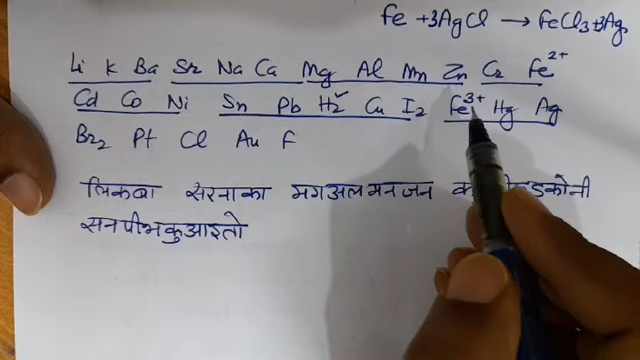 Fe + 3AgCl → FeCl3 + 3Ag
Li K Ba Sr Na Ca Mg Al Mn Zn Cr Fe2+
Cd Co Ni Sn Pb H2 Cu I2 Fe3+ Hg Ag
Br2 Pt Cl Au F
लिकबा सरनाका मगअलमनजन
सनपीभकुआइतो